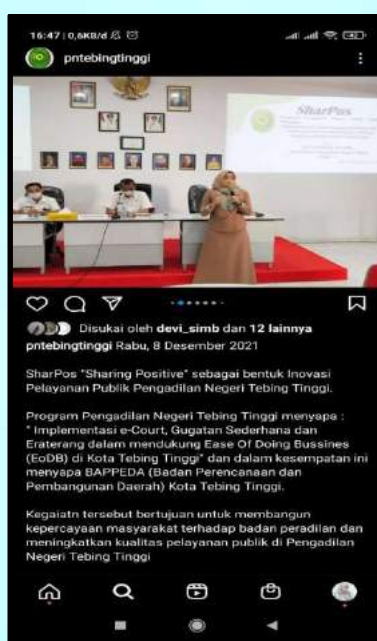 16:47 | 0,6KB/d
pntebingtinggi
SharPos
Disukai oleh devi_simb dan 12 lainnya
pntebingtinggi Rabu, 8 Desember 2021
SharPos "Sharing Positive" sebagai bentuk Inovasi
Pelayanan Publik Pengadilan Negeri Tebing Tinggi.
Program Pengadilan Negeri Tebing Tinggi menyapa :
" Implementasi e-Court, Gugatan Sederhana dan
Eraterang dalam mendukung Ease Of Doing Bussines
(EoDB) di Kota Tebing Tinggi" dan dalam kesempatan ini
menyapa BAPPEDA (Badan Perencanaan dan
Pembangunan Daerah) Kota Tebing Tinggi.
Kegaiatn tersebut bertujuan untuk membangun
kepercayaan masyarakat terhadap badan peradilan dan
meningkatkan kualitas pelayanan publik di Pengadilan
Negeri Tebing Tinggi